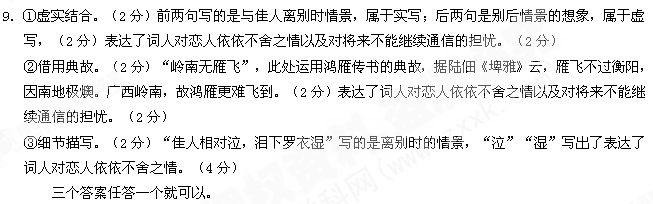 9. ①虚实结合。（2 分）前两句写的是与佳人离别时情景，属于实写；后两句是别后情景的想象，属于虚
写，（2 分）表达了词人对恋人依依不舍之情以及对将来不能继续通信的担忧。（2 分）
②借用典故。（2 分）“岭南无雁飞”，此处运用鸿雁传书的典故，据陆佃《埤雅》云，雁飞不过衡阳，
因南地极燠。广西岭南，故鸿雁更难飞到。（2 分）表达了词人对恋人依依不舍之情以及对将来不能继
续通信的担忧。（2 分）
③细节描写。（2 分）“佳人相对泣，泪下罗衣湿”写的是离别时的情景，“泣”“湿”写出了表达了
词人对恋人依依不舍之情。（4 分）
三个答案任答一个就可以。